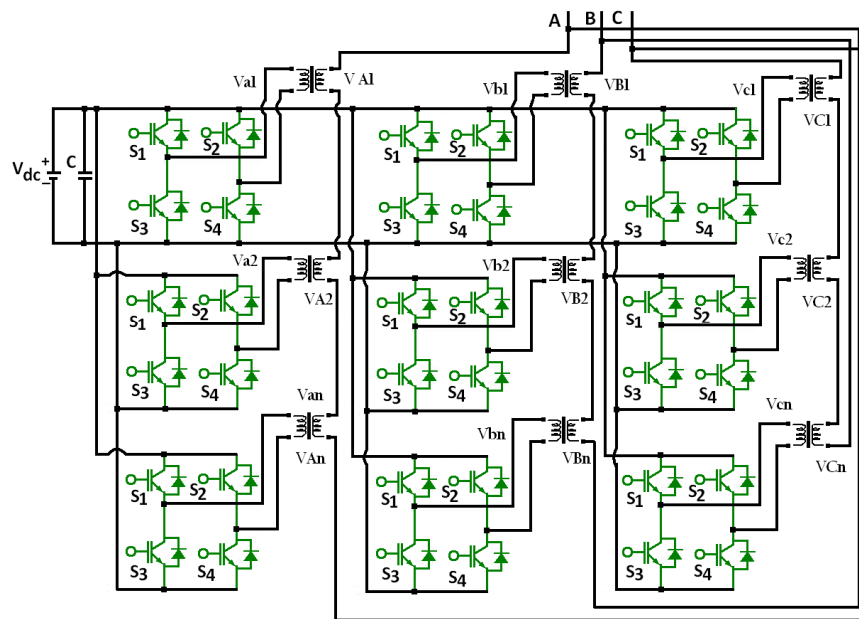 A B C
Va1 VA1 Vb1 VB1 Vc1 VC1
S1 S2 S1 S2 S1 S2
Vdc + − C
S3 S4 S3 S4 S3 S4
Va2 VA2 Vb2 VB2 Vc2 VC2
S1 S2 S1 S2 S1 S2
S3 S4 S3 S4 S3 S4
Van VAn Vbn VBn Vcn VCn
S1 S2 S1 S2 S1 S2
S3 S4 S3 S4 S3 S4